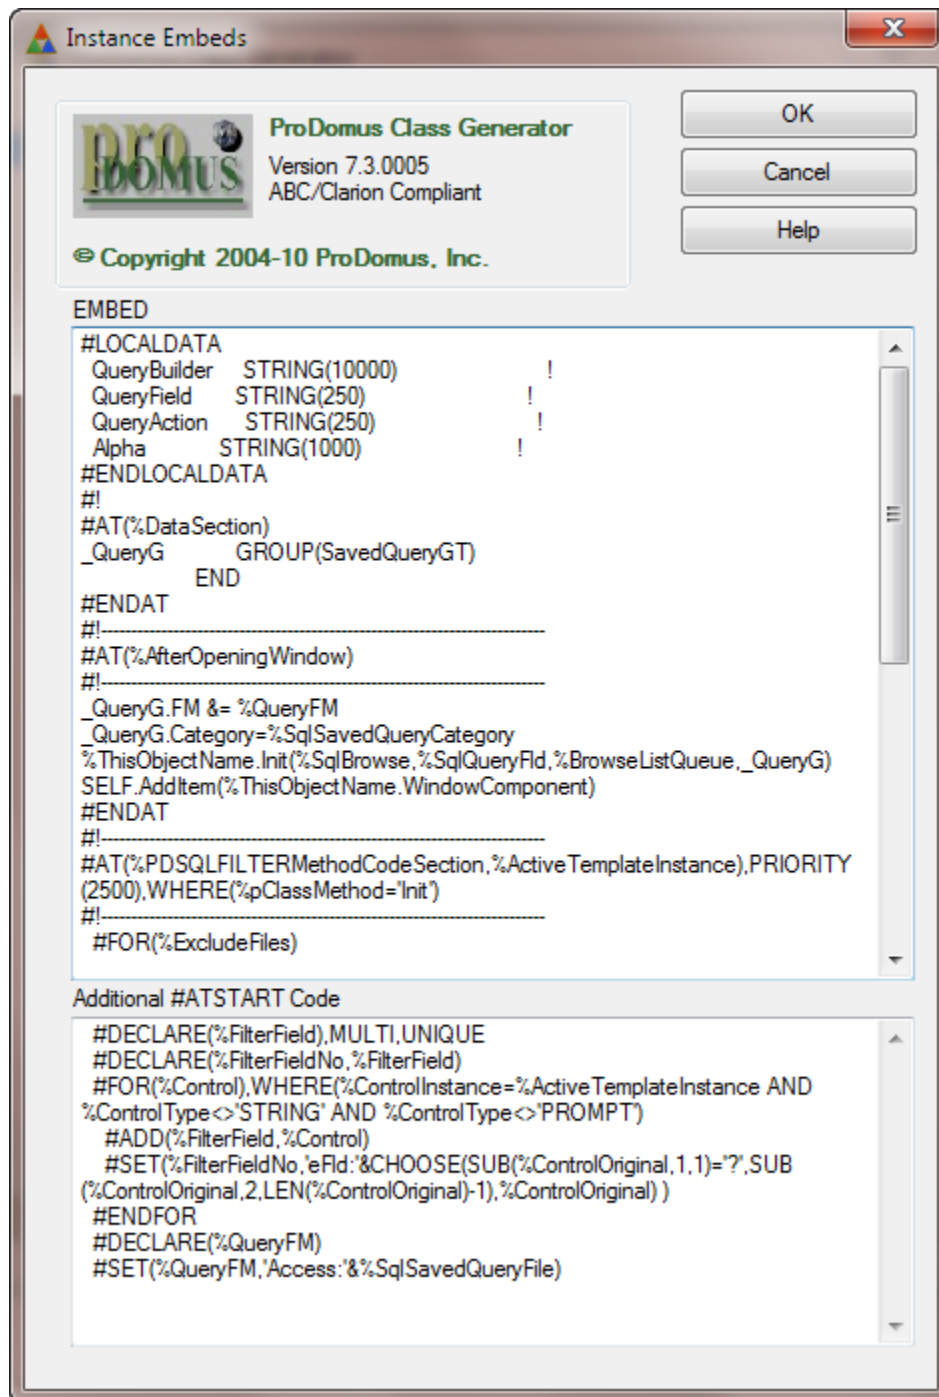 Instance Embeds
pro
DOMUS
ProDomus Class Generator
Version 7.3.0005
ABC/Clarion Compliant
© Copyright 2004-10 ProDomus, Inc.
OK
Cancel
Help
EMBED
#LOCALDATA
QueryBuilder STRING(10000) !
QueryField STRING(250) !
QueryAction STRING(250) !
Alpha STRING(1000) !
#ENDLOCALDATA
#!
#AT(%DataSection)
_QueryG GROUP(SavedQueryGT)
END
#ENDAT
#!--------------------------------------------------------------------------
#AT(%AfterOpeningWindow)
#!--------------------------------------------------------------------------
_QueryG.FM &= %QueryFM
_QueryG.Category=%SqlSavedQueryCategory
%ThisObjectName.Init(%SqlBrowse,%SqlQueryFld,%BrowseListQueue,_QueryG)
SELF.AddItem(%ThisObjectName.WindowComponent)
#ENDAT
#!--------------------------------------------------------------------------
#AT(%PDSQLFILTERMethodCodeSection,%ActiveTemplateInstance),PRIORITY
(2500),WHERE(%pClassMethod='Init')
#!--------------------------------------------------------------------------
#FOR(%ExcludeFiles)
Additional #ATSTART Code
#DECLARE(%FilterField),MULTI,UNIQUE
#DECLARE(%FilterFieldNo,%FilterField)
#FOR(%Control),WHERE(%ControlInstance=%ActiveTemplateInstance AND
%ControlType<>'STRING' AND %ControlType<>'PROMPT')
#ADD(%FilterField,%Control)
#SET(%FilterFieldNo,'eFld:'&CHOOSE(SUB(%ControlOriginal,1,1)='?',SUB
(%ControlOriginal,2,LEN(%ControlOriginal)-1),%ControlOriginal) )
#ENDFOR
#DECLARE(%QueryFM)
#SET(%QueryFM,'Access:'&%SqlSavedQueryFile)